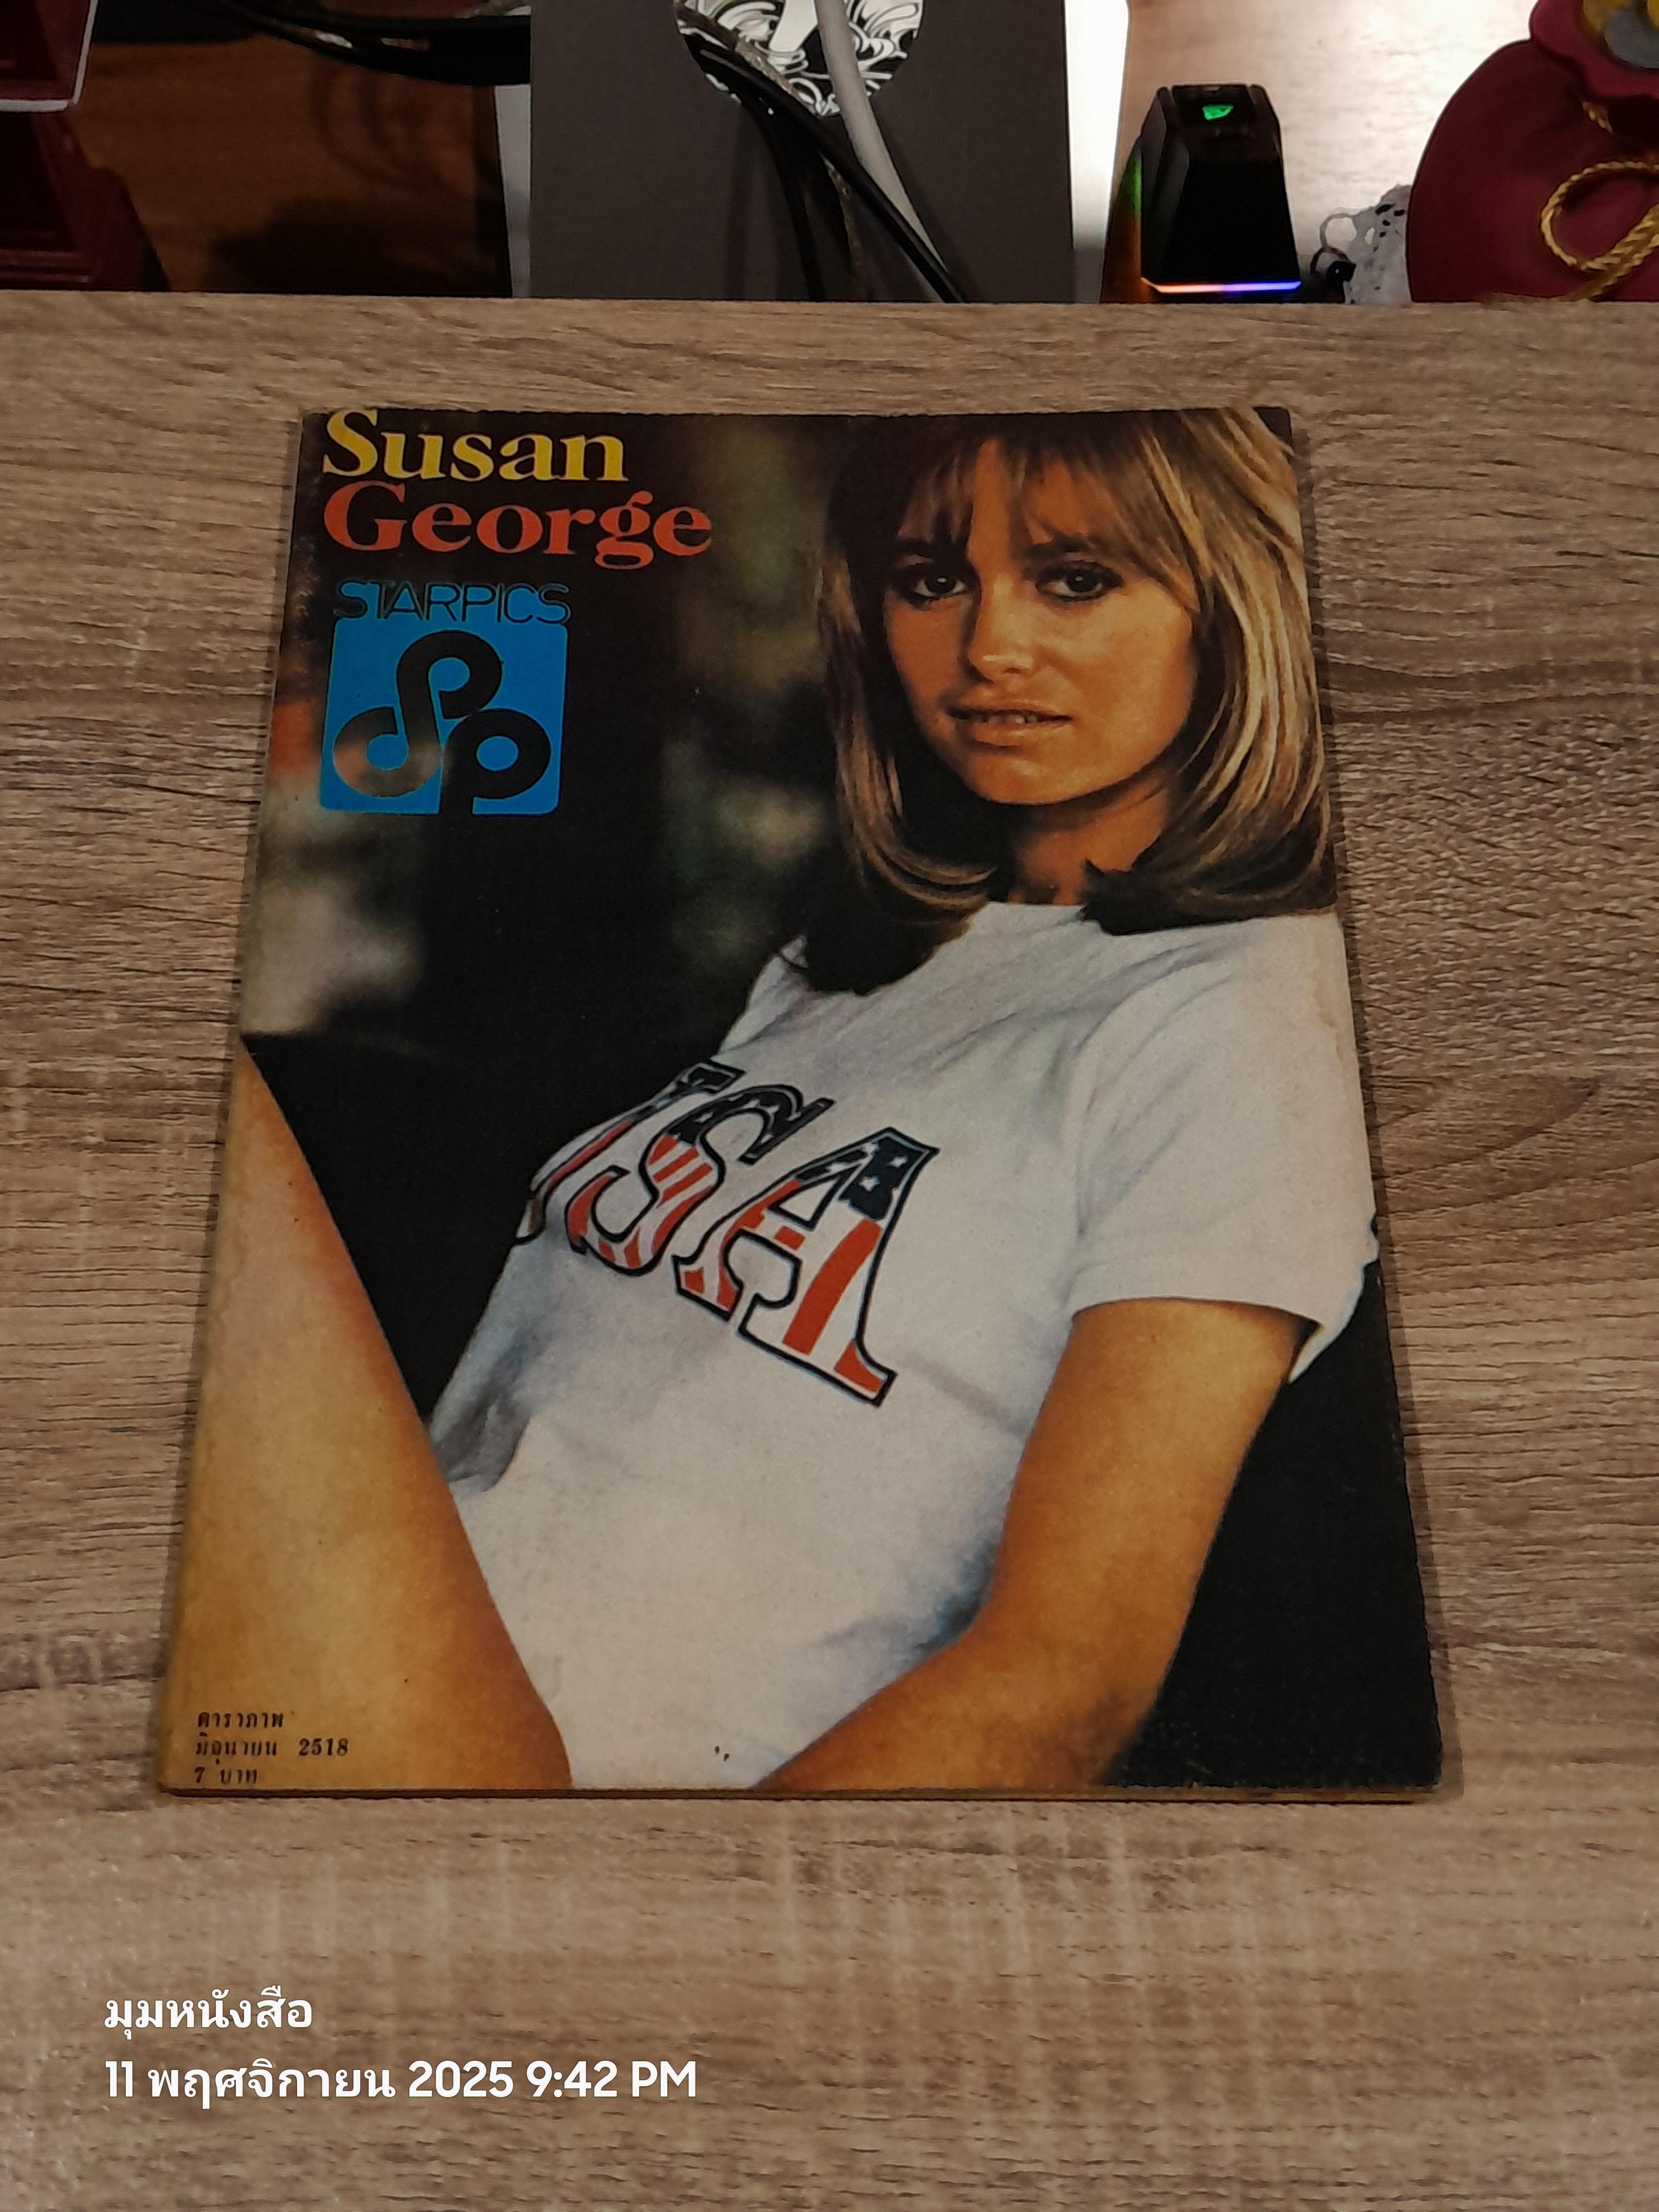 Susan
George
STARPICS
USA
ดาราภาพ
มิถุนายน 2518
7 บาท
มุมหนังสือ
11 พฤศจิกายน 2025 9:42 PM